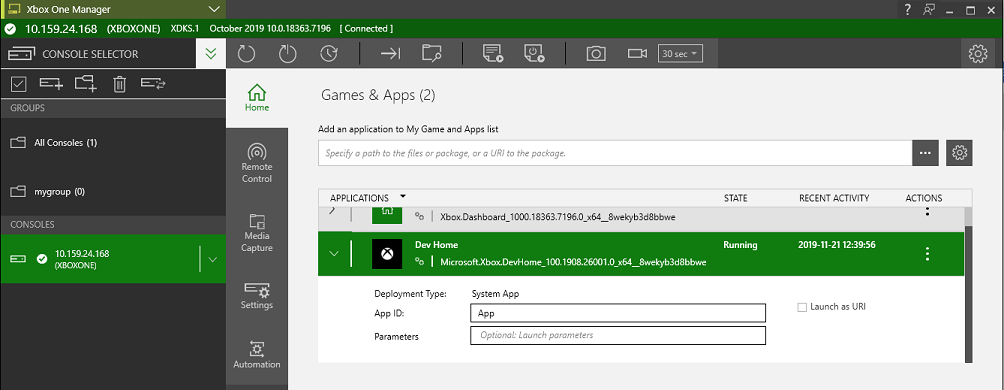 Xbox One Manager
?
10.159.24.168 (XBOXONE) XDKS.1 October 2019 10.0.18363.7196 [ Connected ]
CONSOLE SELECTOR
30 sec
GROUPS
All Consoles (1)
mygroup (0)
CONSOLES
10.159.24.168
(XBOXONE)
Home
Remote
Control
Media
Capture
Settings
Automation
Games & Apps (2)
Add an application to My Game and Apps list
Specify a path to the files or package, or a URI to the package.
...
APPLICATIONS STATE RECENT ACTIVITY ACTIONS
Xbox.Dashboard_1000.18363.7196.0_x64__8wekyb3d8bbwe
Dev Home Running 2019-11-21 12:39:56
Microsoft.Xbox.DevHome_100.1908.26001.0_x64__8wekyb3d8bbwe
Deployment Type: System App
App ID: App Launch as URI
Parameters Optional: Launch parameters